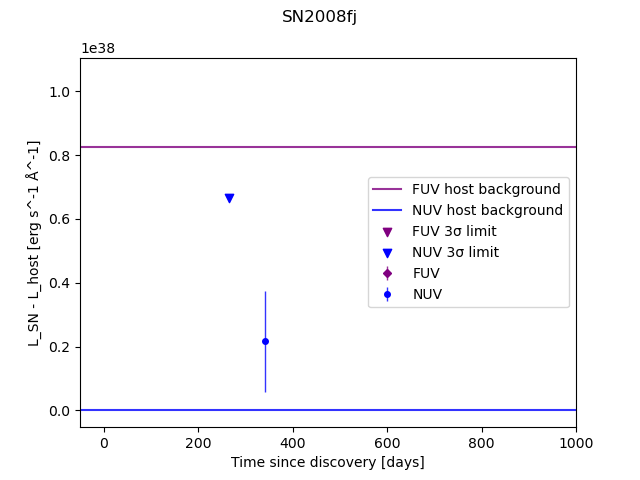 SN2008fj
1e38
L_SN - L_host [erg s^-1 Å^-1]
1.0
0.8
0.6
0.4
0.2
0.0
FUV host background
NUV host background
FUV 3σ limit
NUV 3σ limit
FUV
NUV
0 200 400 600 800 1000
Time since discovery [days]